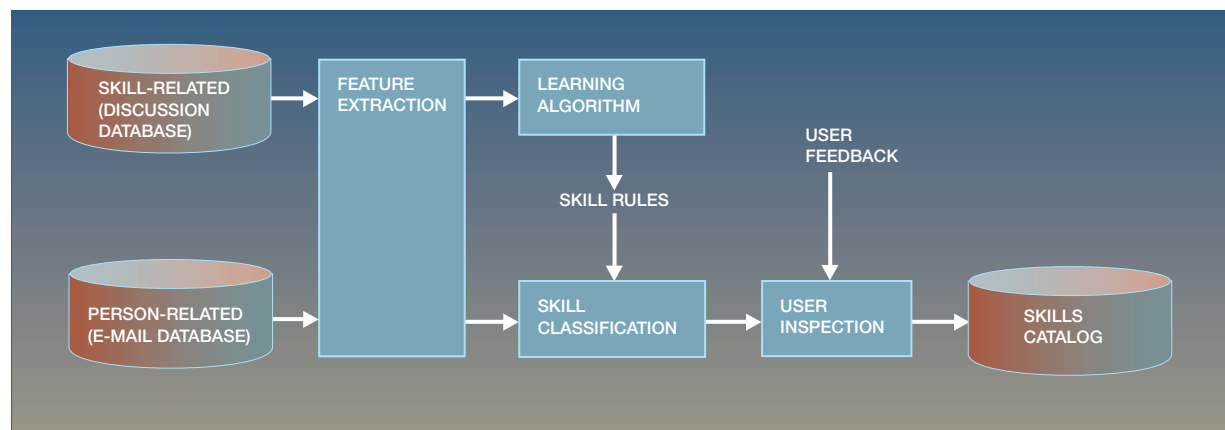 SKILL-RELATED
(DISCUSSION
DATABASE)
FEATURE
EXTRACTION
LEARNING
ALGORITHM
USER
FEEDBACK
SKILL RULES
PERSON-RELATED
(E-MAIL DATABASE)
SKILL
CLASSIFICATION
USER
INSPECTION
SKILLS
CATALOG